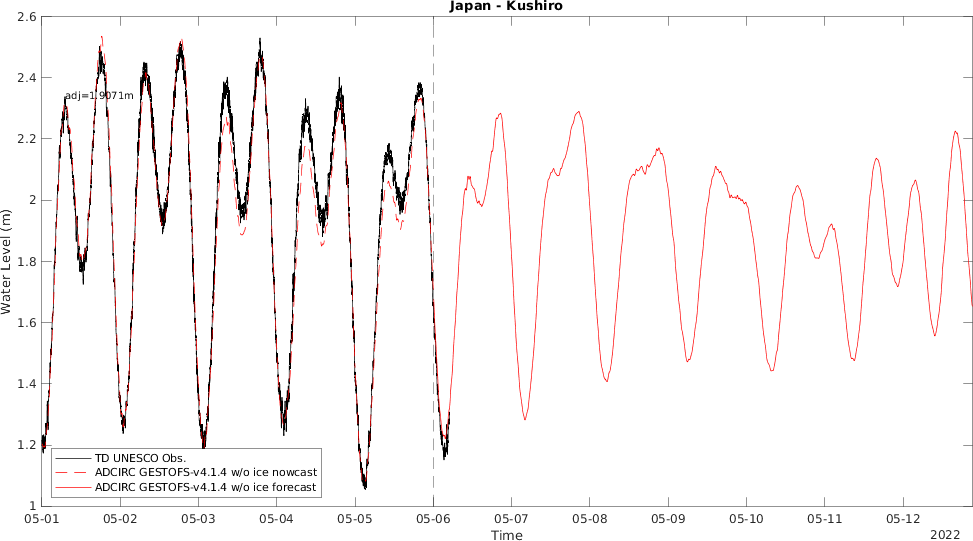 Japan - Kushiro
2.6
2.4
2.2
2
1.8
1.6
1.4
1.2
1
Water Level (m)
adj=1.9071m
TD UNESCO Obs.
ADCIRC GESTOFS-v4.1.4 w/o ice nowcast
ADCIRC GESTOFS-v4.1.4 w/o ice forecast
05-01 05-02 05-03 05-04 05-05 05-06 05-07 05-08 05-09 05-10 05-11 05-12
Time
2022